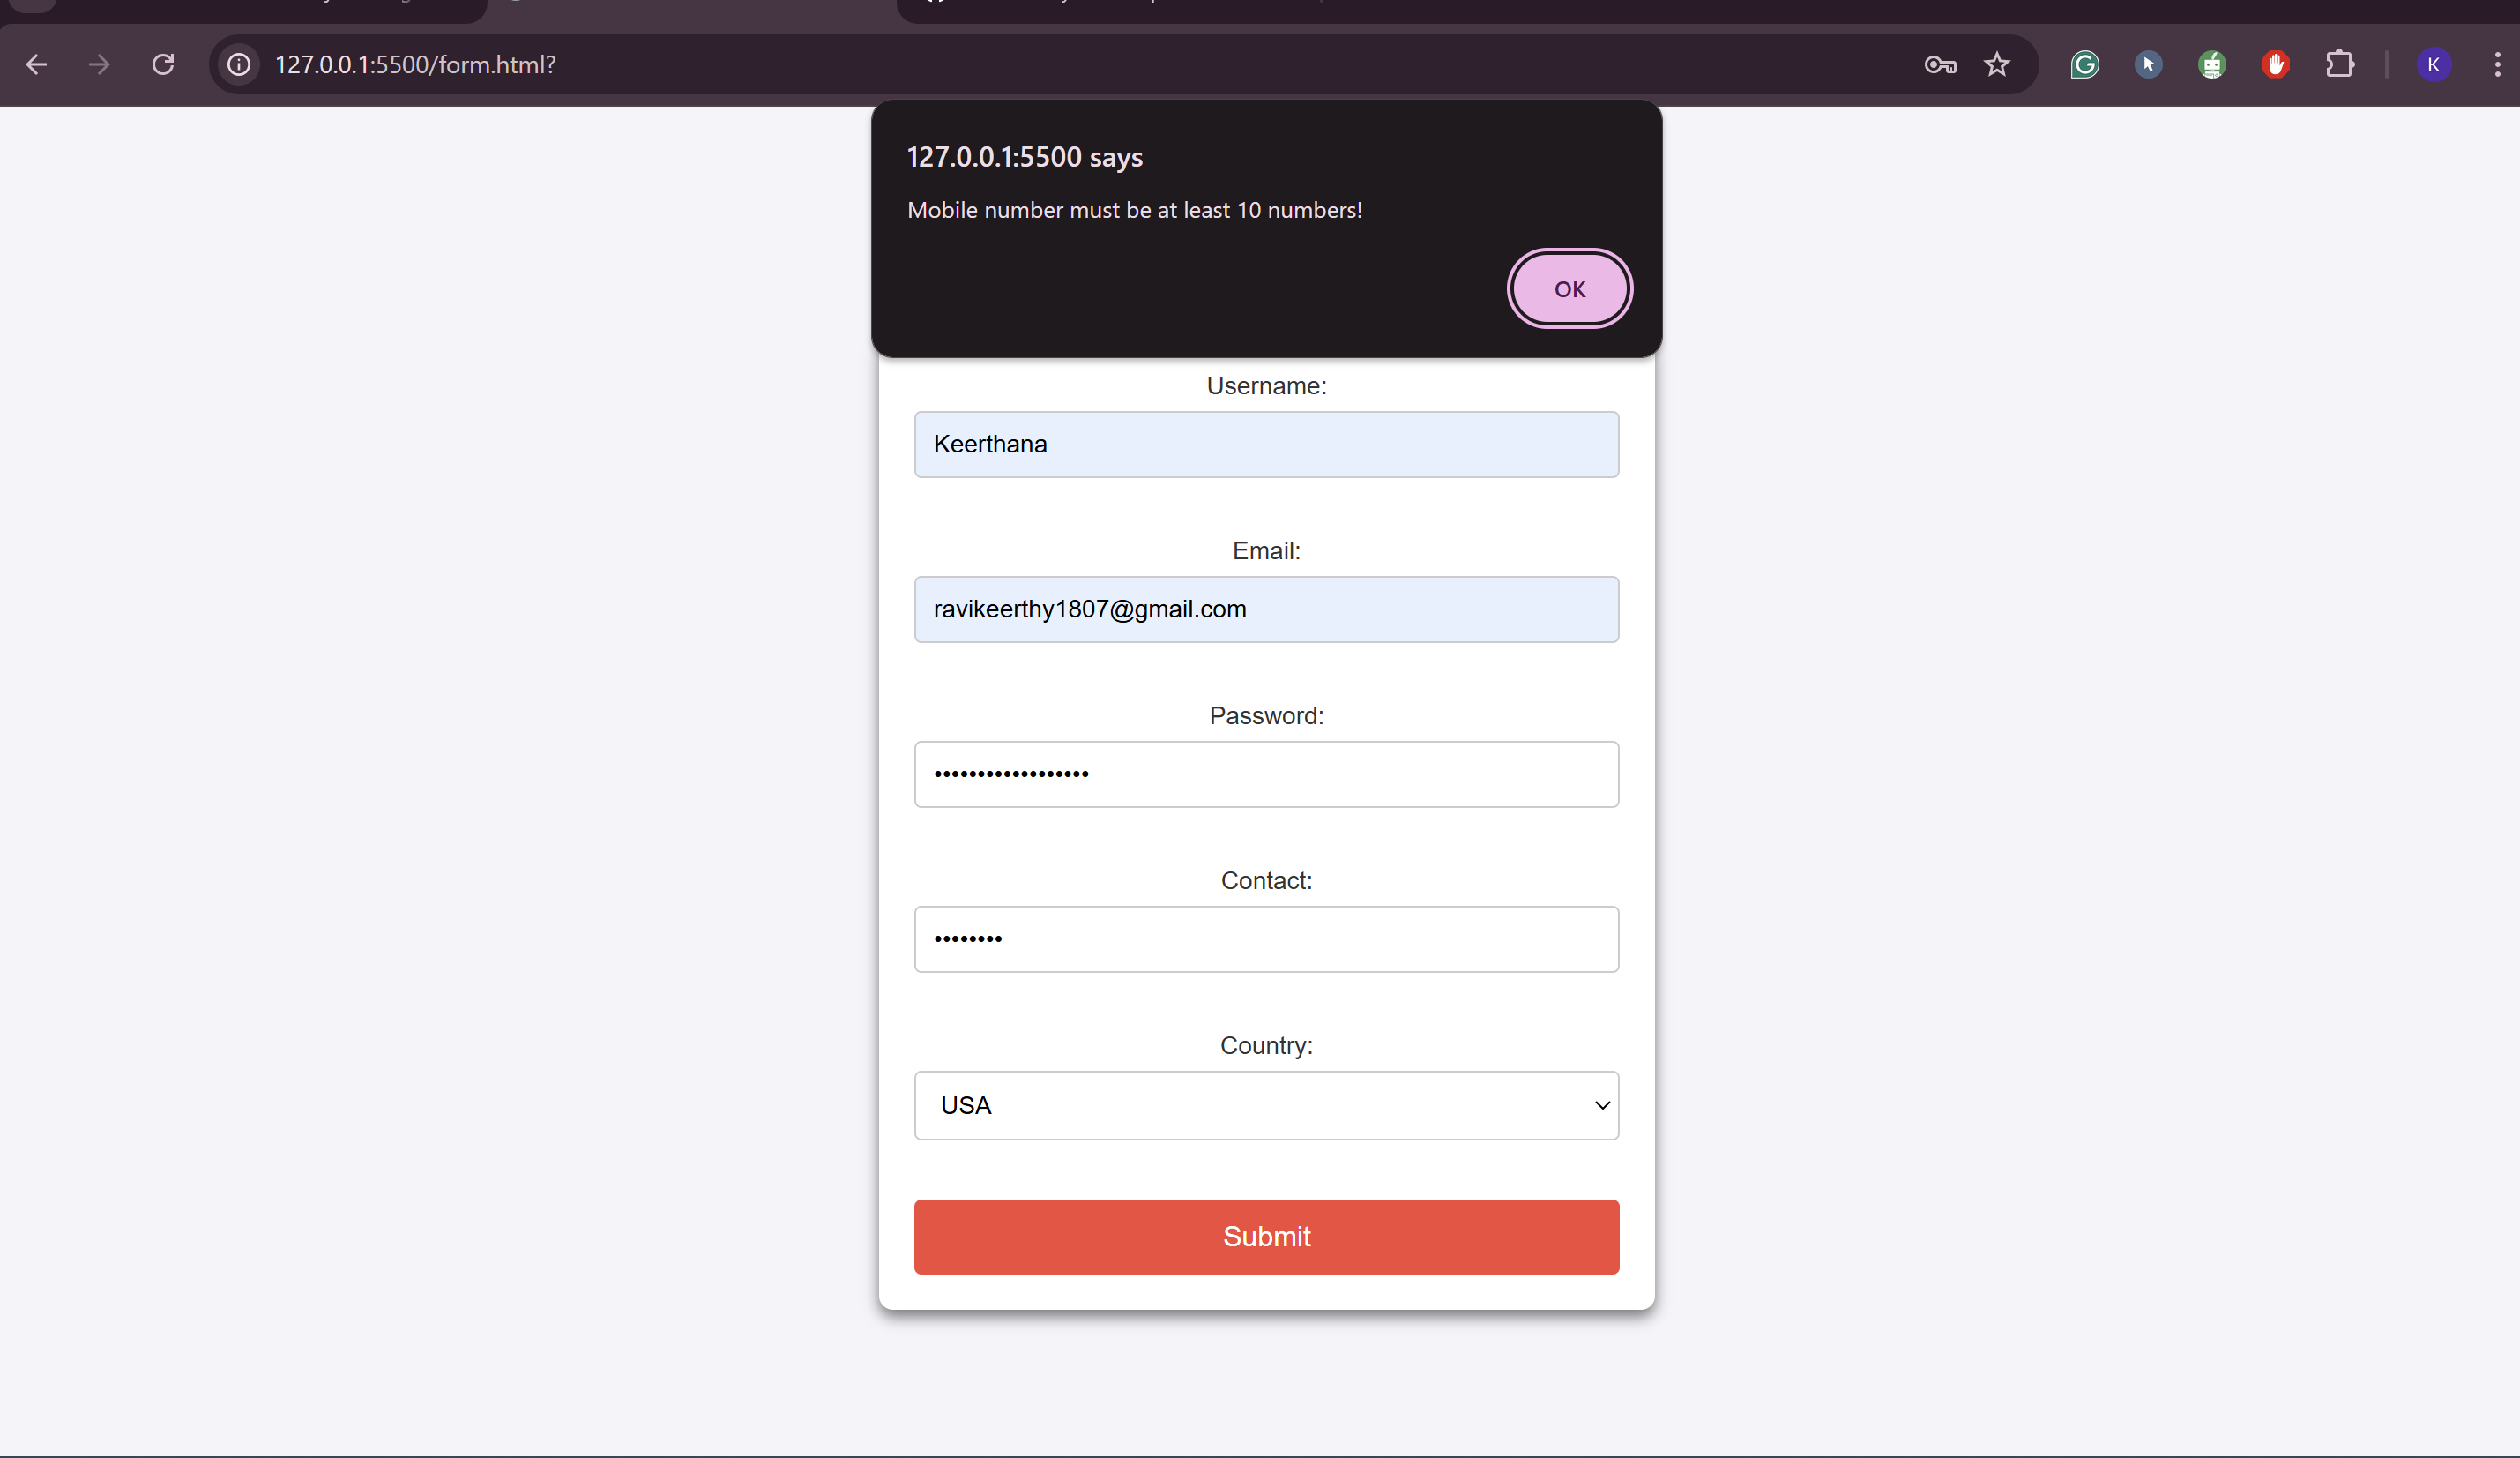 127.0.0.1:5500/form.html?
K
127.0.0.1:5500 says
Mobile number must be at least 10 numbers!
OK
Username:
Keerthana
Email:
ravikeerthy1807@gmail.com
Password:
••••••••••••••••••
Contact:
••••••••
Country:
USA
Submit